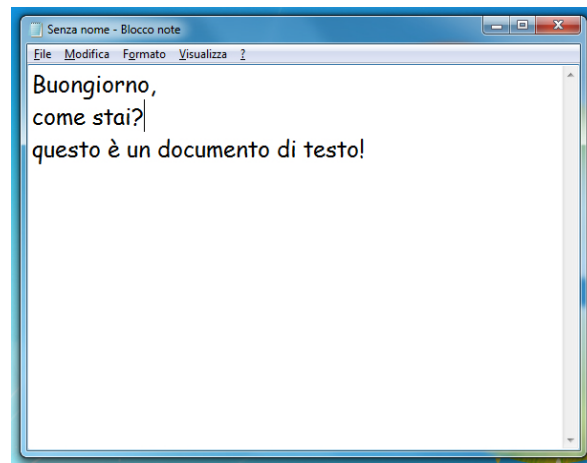 Senza nome - Blocco note
File Modifica Formato Visualizza ?
Buongiorno,
come stai?
questo è un documento di testo!